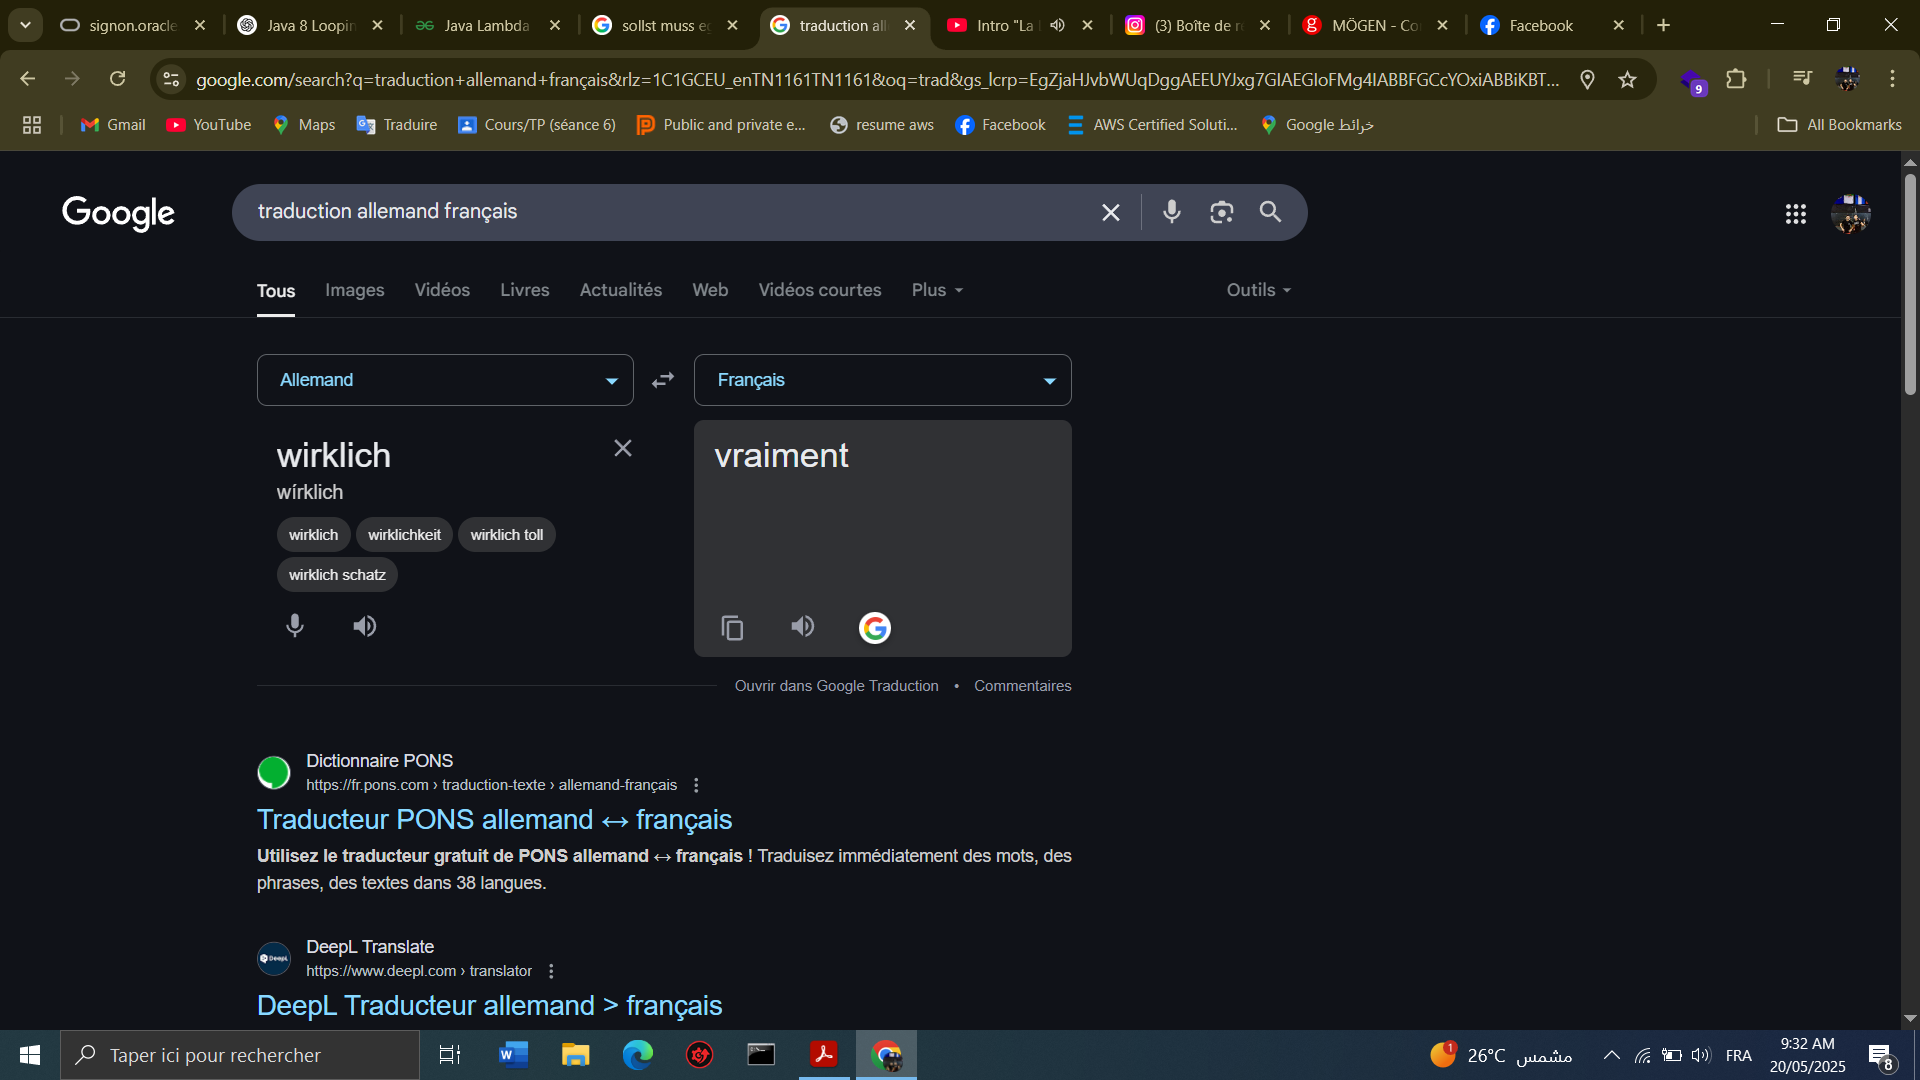 signon.oracle
Java 8 Loopin
Java Lambda
sollst muss eg
traduction all
Intro "La
(3) Boîte de r
MÖGEN - Co
Facebook
google.com/search?q=traduction+allemand+français&rlz=1C1GCEU_enTN1161TN1161&oq=trad&gs_lcrp=EgZjaHJvbWUqDggAEEUYJxg7GIAEGIoFMg4IABBFGCcYOxiABBiKBT...
9
Gmail
YouTube
Maps
Traduire
Cours/TP (séance 6)
Public and private e...
resume aws
Facebook
AWS Certified Soluti...
خرائط Google
All Bookmarks
Google
traduction allemand français
Tous
Images
Vidéos
Livres
Actualités
Web
Vidéos courtes
Plus
Outils
Allemand
Français
wirklich
vraiment
wírklich
wirklich
wirklichkeit
wirklich toll
wirklich schatz
Ouvrir dans Google Traduction • Commentaires
Dictionnaire PONS
https://fr.pons.com › traduction-texte › allemand-français
Traducteur PONS allemand ↔ français
Utilisez le traducteur gratuit de PONS allemand ↔ français ! Traduisez immédiatement des mots, des
phrases, des textes dans 38 langues.
DeepL
DeepL Translate
https://www.deepl.com › translator
DeepL Traducteur allemand > français
Taper ici pour rechercher
1
26°C مشمس
FRA
9:32 AM
20/05/2025
8